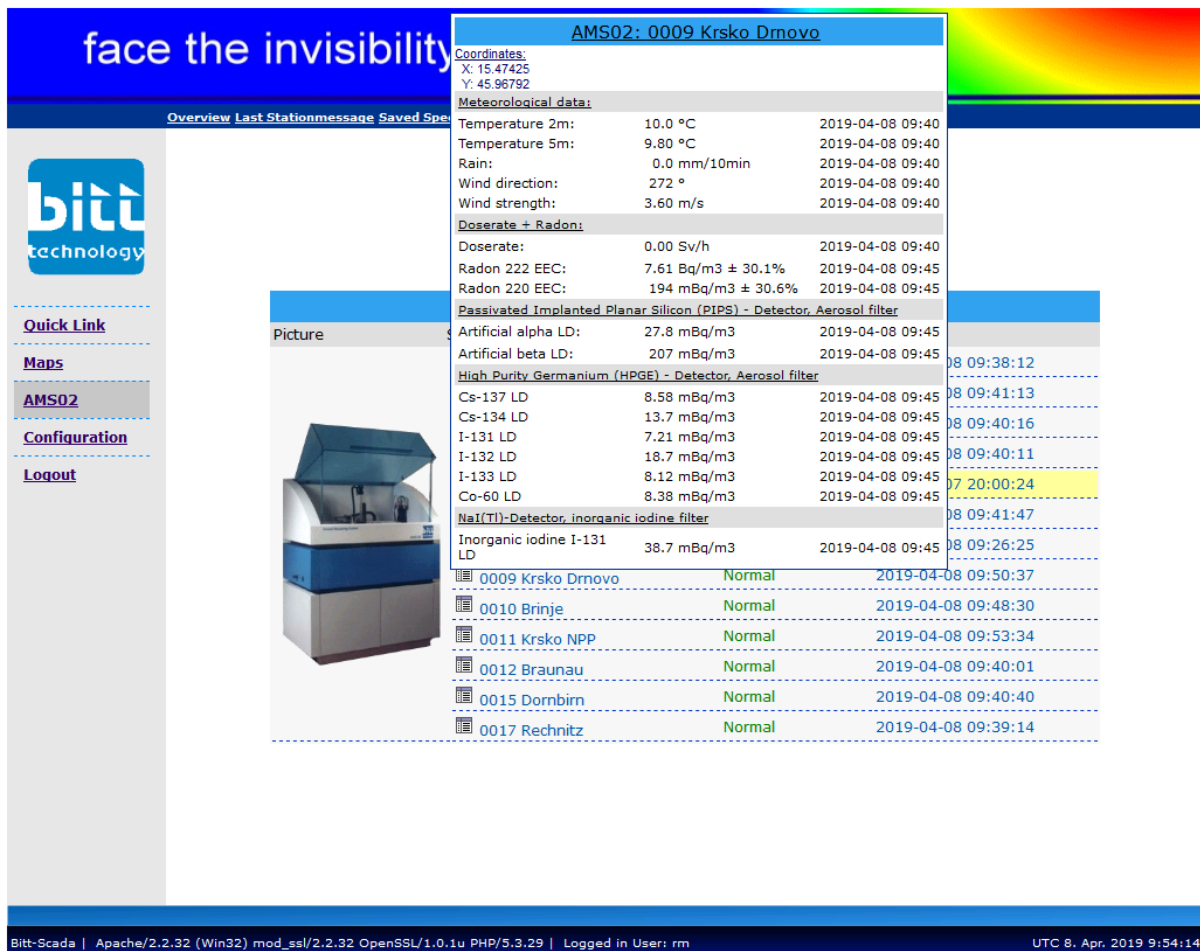 face the invisibility
Overview Last Stationmessage Saved
bitt
technology
Quick Link
Maps
AMS02
Configuration
Logout
AMS02: 0009 Krsko Drnovo
Coordinates:
X: 15.47425
Y: 45.96792
Meteorological data:
Temperature 2m: 10.0 °C 2019-04-08 09:40
Temperature 5m: 9.80 °C 2019-04-08 09:40
Rain: 0.0 mm/10min 2019-04-08 09:40
Wind direction: 272 ° 2019-04-08 09:40
Wind strength: 3.60 m/s 2019-04-08 09:40
Doserate + Radon:
Doserate: 0.00 Sv/h 2019-04-08 09:40
Radon 222 EEC: 7.61 Bq/m3 ± 30.1% 2019-04-08 09:45
Radon 220 EEC: 194 mBq/m3 ± 30.6% 2019-04-08 09:45
Passivated Implanted Planar Silicon (PIPS) - Detector, Aerosol filter
Artificial alpha LD: 27.8 mBq/m3 2019-04-08 09:45
Artificial beta LD: 207 mBq/m3 2019-04-08 09:45
High Purity Germanium (HPGE) - Detector, Aerosol filter
Cs-137 LD 8.58 mBq/m3 2019-04-08 09:45
Cs-134 LD 13.7 mBq/m3 2019-04-08 09:45
I-131 LD 7.21 mBq/m3 2019-04-08 09:45
I-132 LD 18.7 mBq/m3 2019-04-08 09:45
I-133 LD 8.12 mBq/m3 2019-04-08 09:45
Co-60 LD 8.38 mBq/m3 2019-04-08 09:45
NaI(Tl)-Detector, inorganic iodine filter
Inorganic iodine I-131
LD 38.7 mBq/m3 2019-04-08 09:45
Picture
08 09:38:12
08 09:41:13
08 09:40:16
08 09:40:11
07 20:00:24
08 09:41:47
08 09:26:25
0009 Krsko Drnovo Normal 2019-04-08 09:50:37
0010 Brinje Normal 2019-04-08 09:48:30
0011 Krsko NPP Normal 2019-04-08 09:53:34
0012 Braunau Normal 2019-04-08 09:40:01
0015 Dornbirn Normal 2019-04-08 09:40:40
0017 Rechnitz Normal 2019-04-08 09:39:14
Bitt-Scada | Apache/2.2.32 (Win32) mod_ssl/2.2.32 OpenSSL/1.0.1u PHP/5.3.29 | Logged in User: rm UTC 8. Apr. 2019 9:54:14